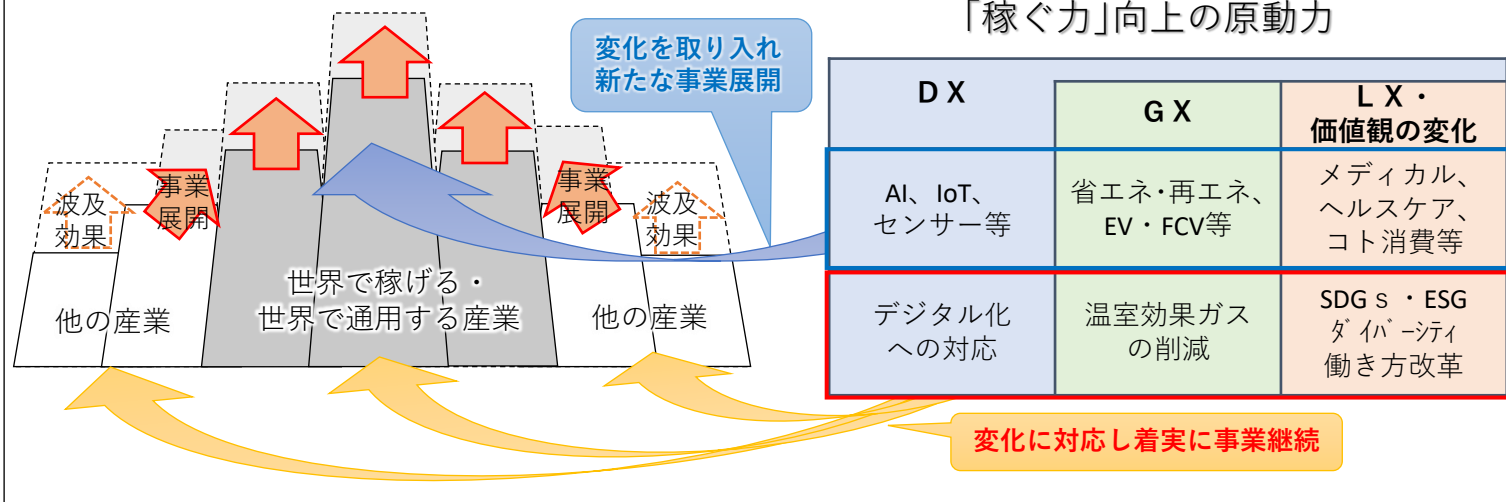 「稼ぐ力」向上の原動力
変化を取り入れ
新たな事業展開
ＤＸ
ＧＸ
ＬＸ・
価値観の変化
AI、IoT、
センサー等
省エネ・再エネ、
EV・FCV等
メディカル、
ヘルスケア、
コト消費等
デジタル化
への対応
温室効果ガス
の削減
SDGｓ・ESG
ﾀﾞｲﾊﾞｰｼﾃｨ
働き方改革
波及
効果
事業
展開
事業
展開
波及
効果
他の産業
世界で稼げる・
世界で通用する産業
他の産業
変化に対応し着実に事業継続